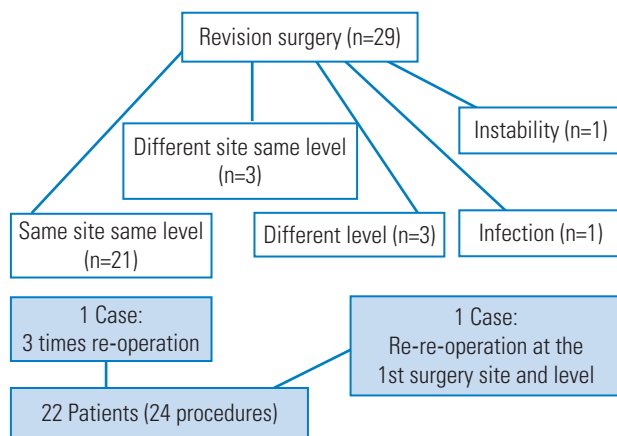 Revision surgery (n=29)
Instability (n=1)
Different site same level
(n=3)
Same site same level
(n=21)
Different level (n=3)
Infection (n=1)
1 Case:
3 times re-operation
1 Case:
Re-re-operation at the
1st surgery site and level
22 Patients (24 procedures)